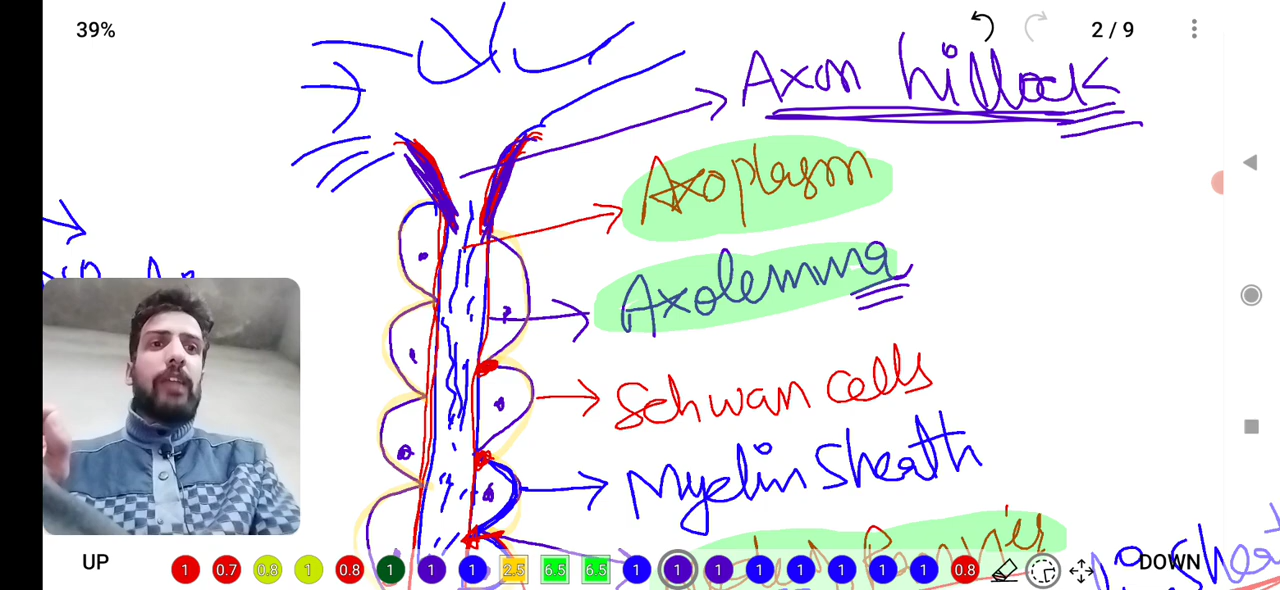 39%
2 / 9
Axon hillock
Axoplasm
Axolemma
Schwan cells
Myelin Sheath
Ranvier
UP
1 0.7 0.8 1 0.8 1 1 1 2.5 6.5 6.5 1 1 1 1 1 1 1 1 0.8
DOWN